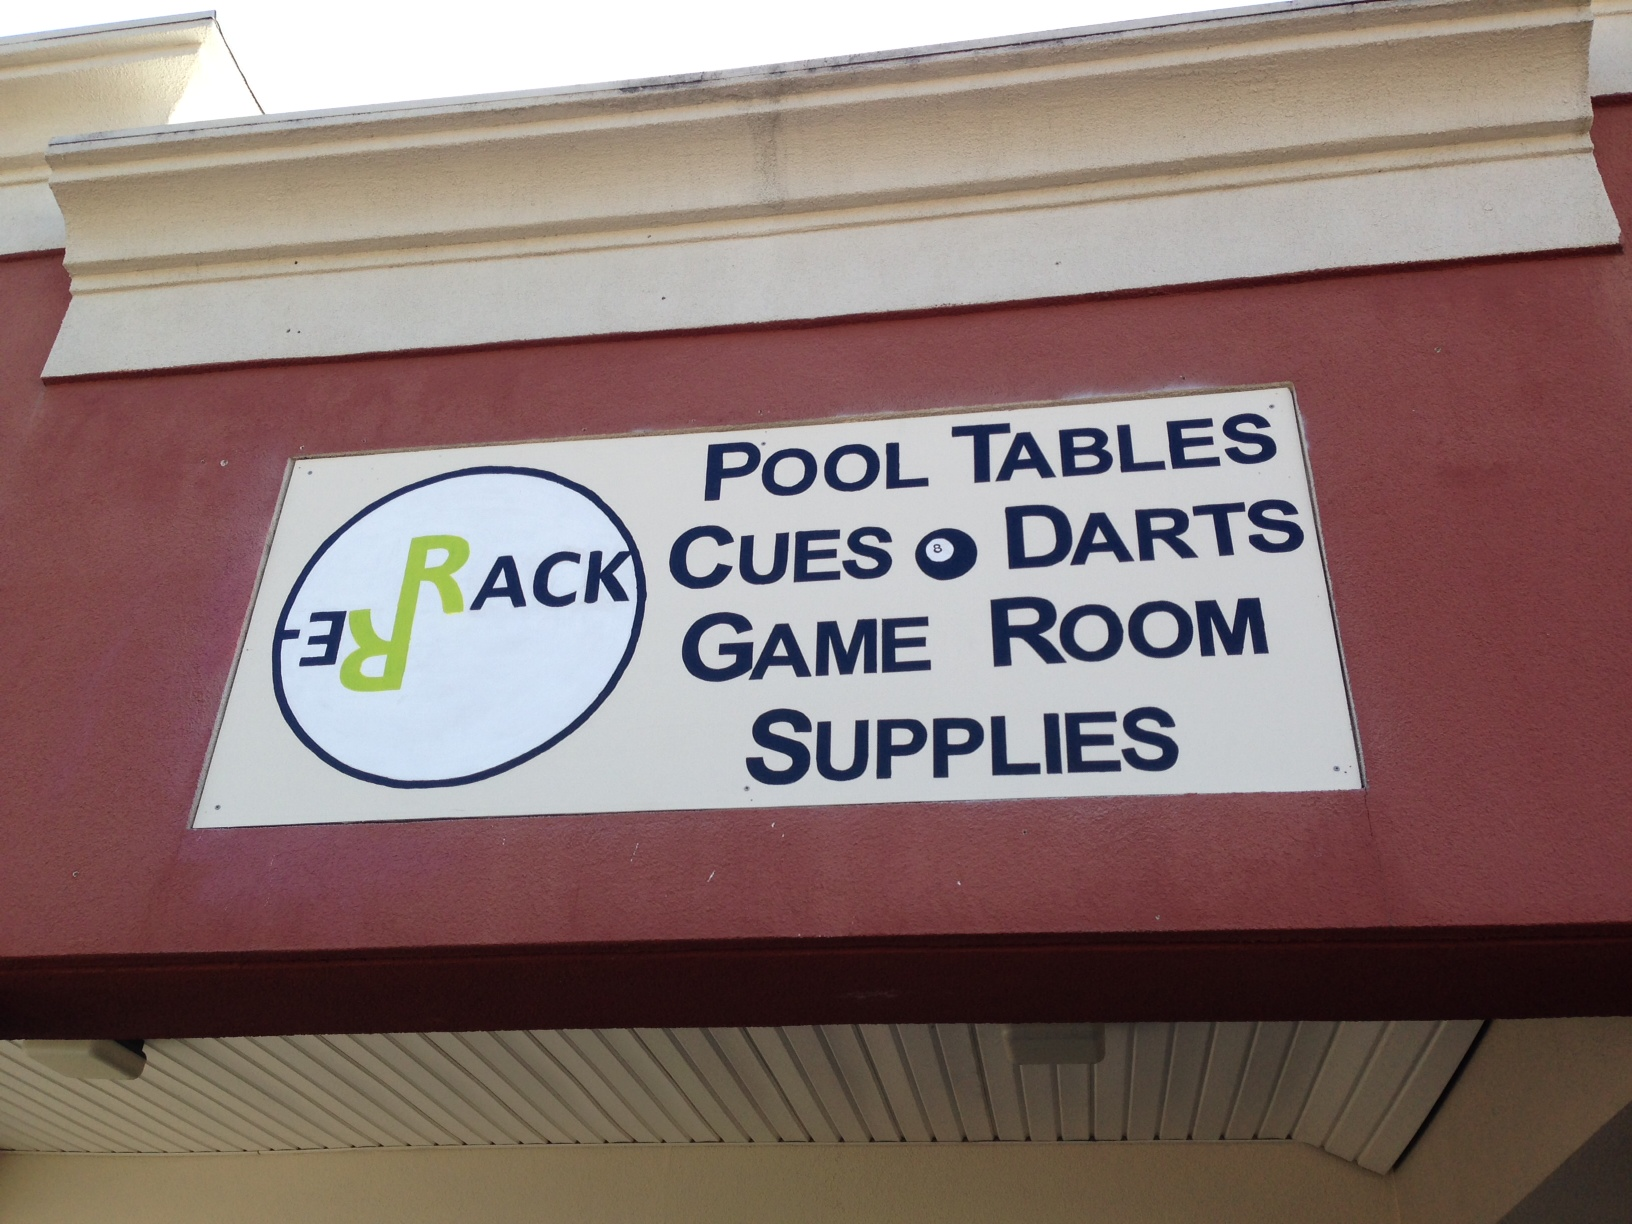 RE-RACK
POOL TABLES
CUES 8 DARTS
GAME ROOM
SUPPLIES